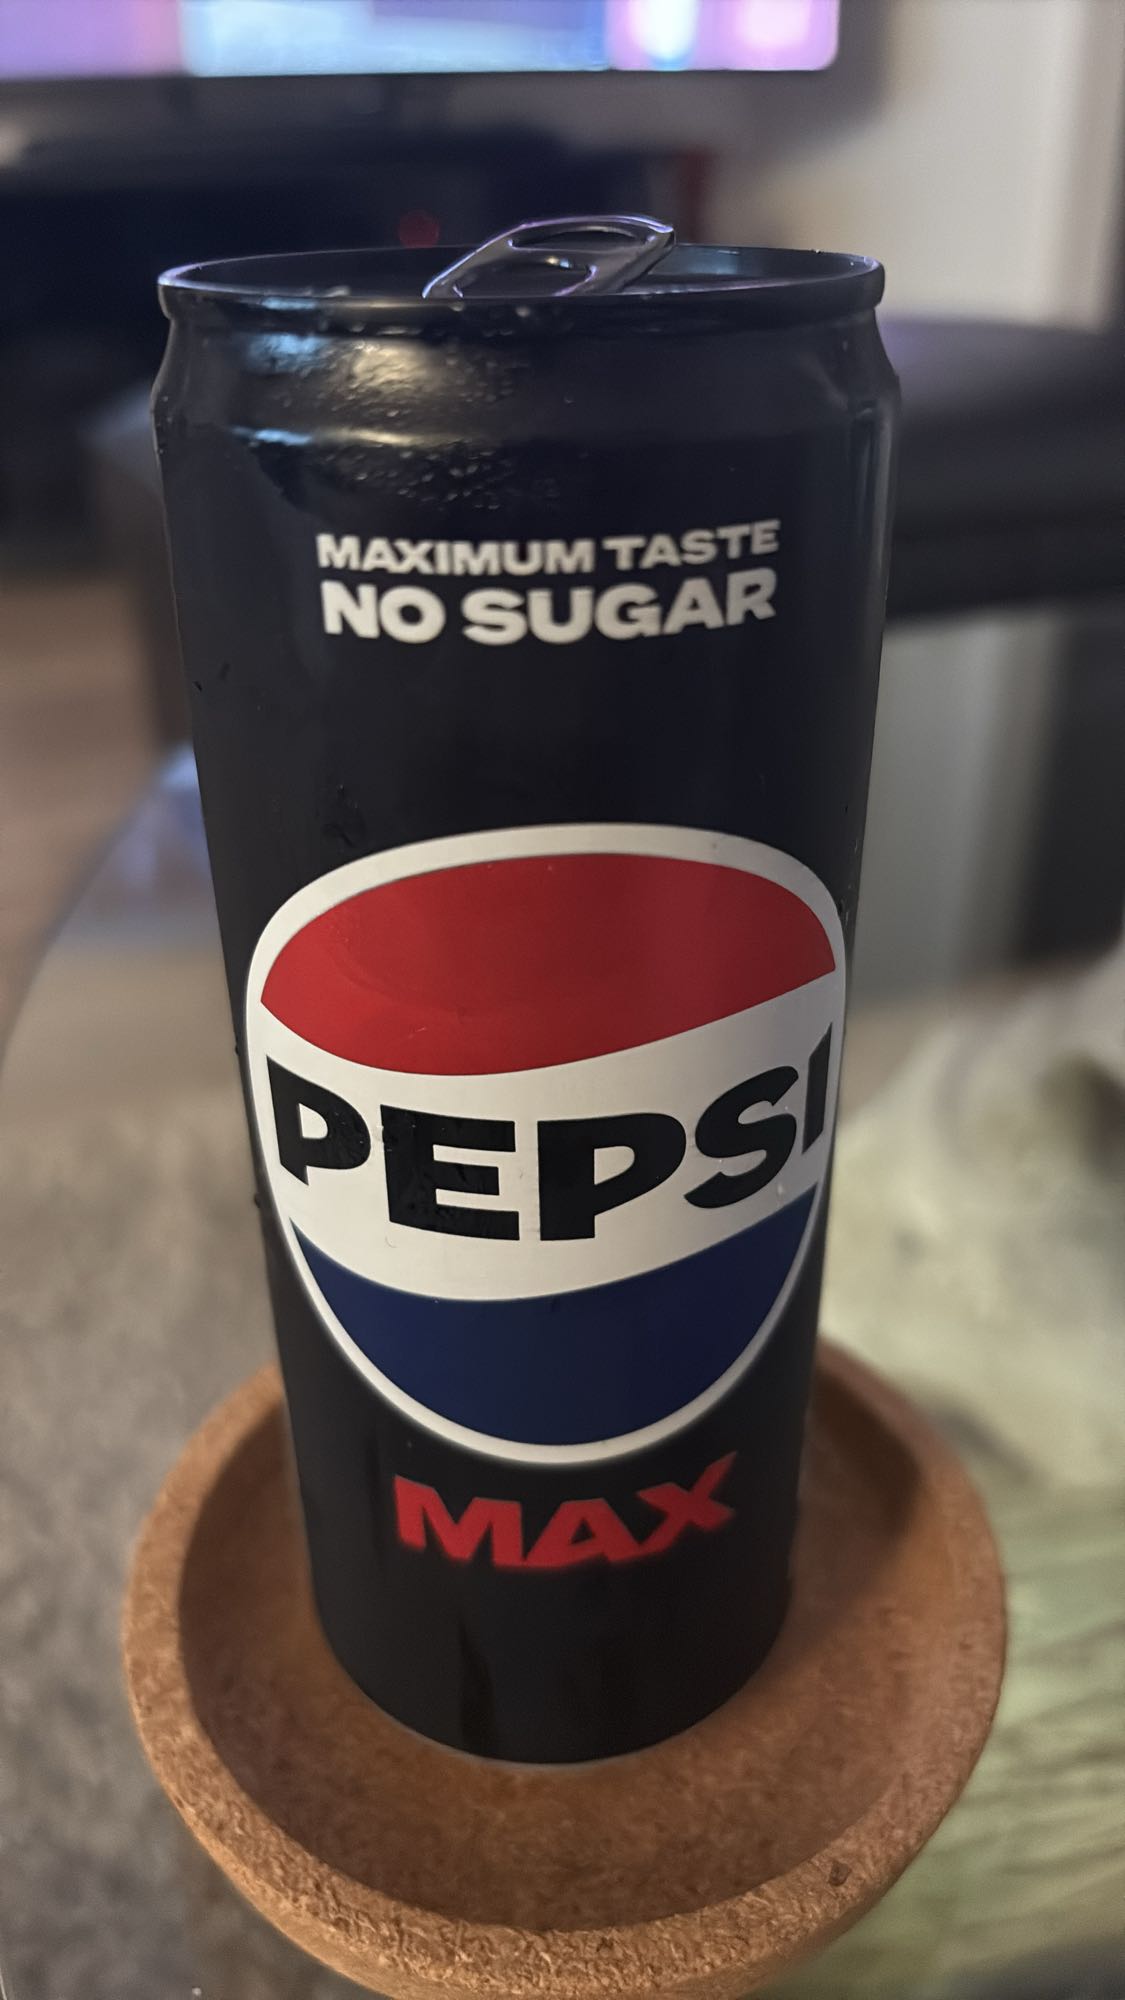 MAXIMUM TASTE
NO SUGAR
PEPSI
MAX